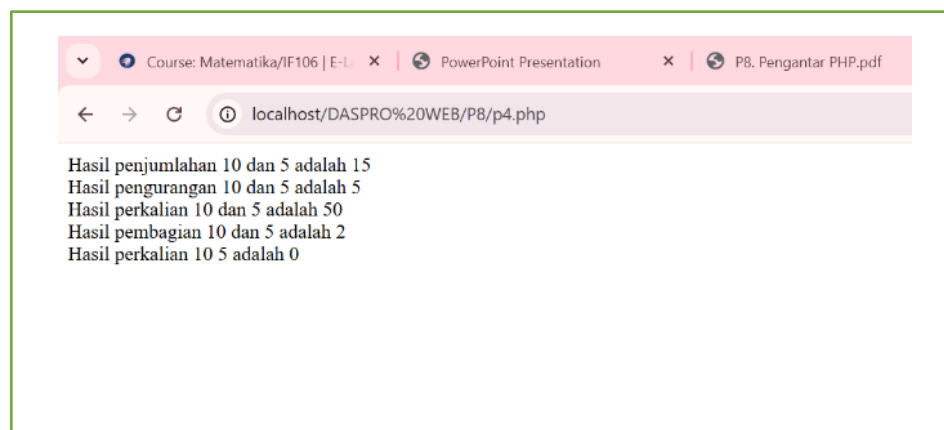 Course: Matematika/IF106 | E-L
PowerPoint Presentation
P8. Pengantar PHP.pdf
localhost/DASPRO%20WEB/P8/p4.php
Hasil penjumlahan 10 dan 5 adalah 15
Hasil pengurangan 10 dan 5 adalah 5
Hasil perkalian 10 dan 5 adalah 50
Hasil pembagian 10 dan 5 adalah 2
Hasil perkalian 10 5 adalah 0